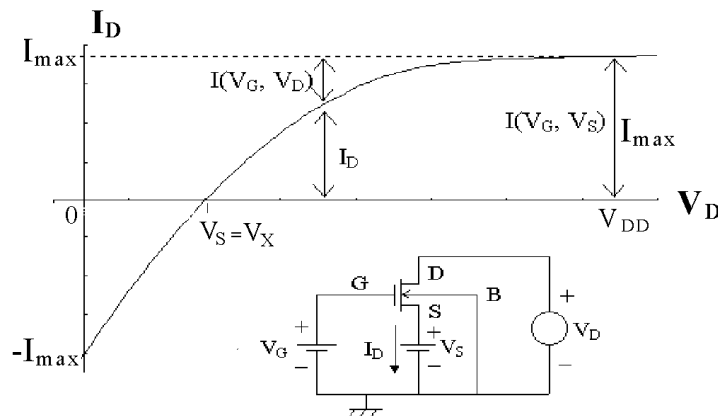 I_D
I_max
I(V_G, V_D)
I(V_G, V_S)
I_max
I_D
0
V_S=V_X
V_DD
V_D
D
G
B
S
+
+
+
V_G
I_D
V_S
V_D
−
−
−
-I_max